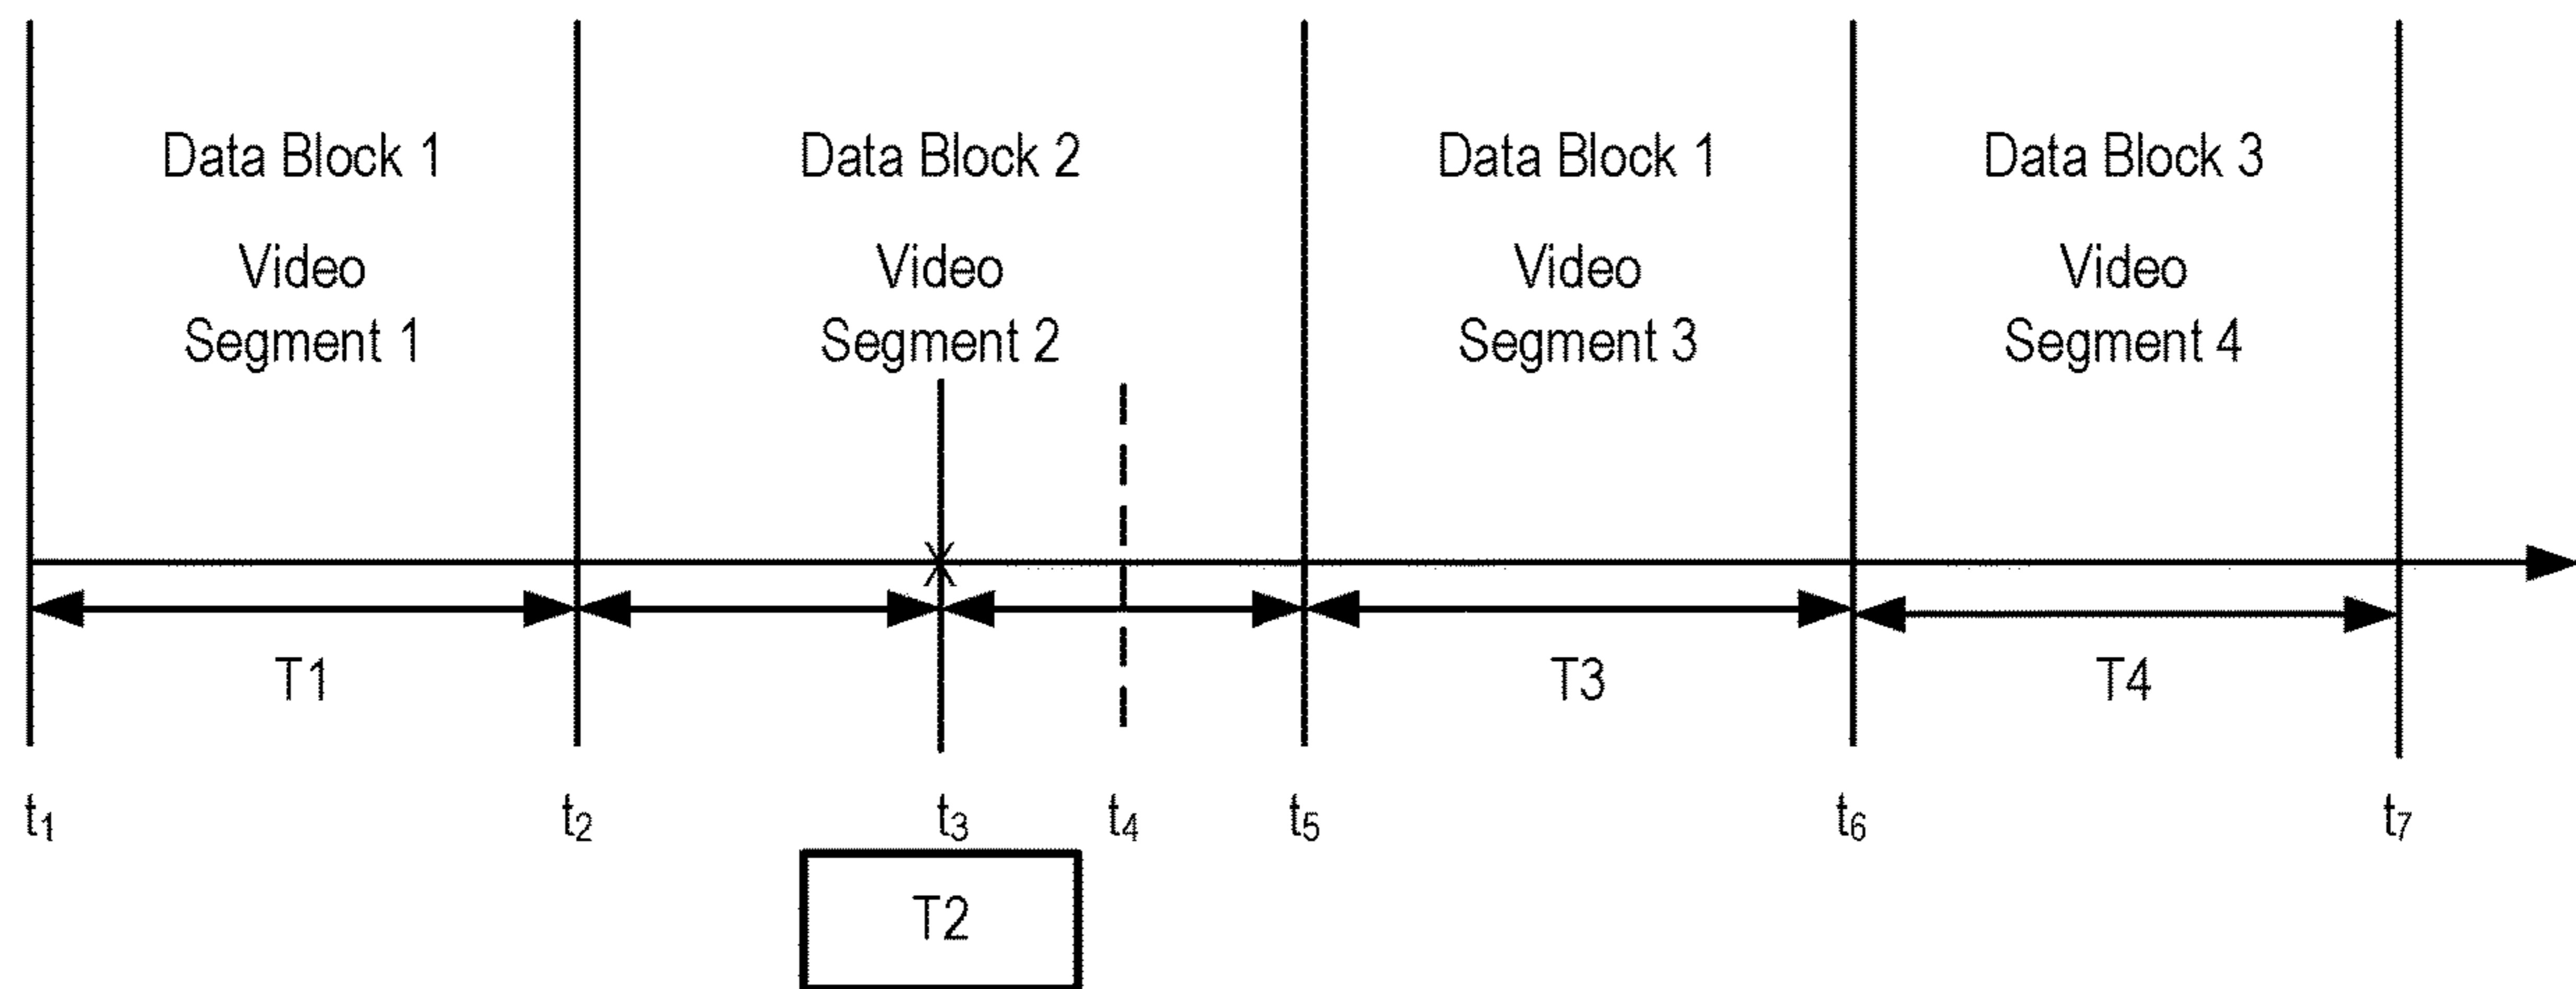 Data Block 1
Video
Segment 1
Data Block 2
Video
Segment 2
Data Block 1
Video
Segment 3
Data Block 3
Video
Segment 4
T1
T3
T4
t₁
t₂
t₃
t₄
t₅
t₆
t₇
T2